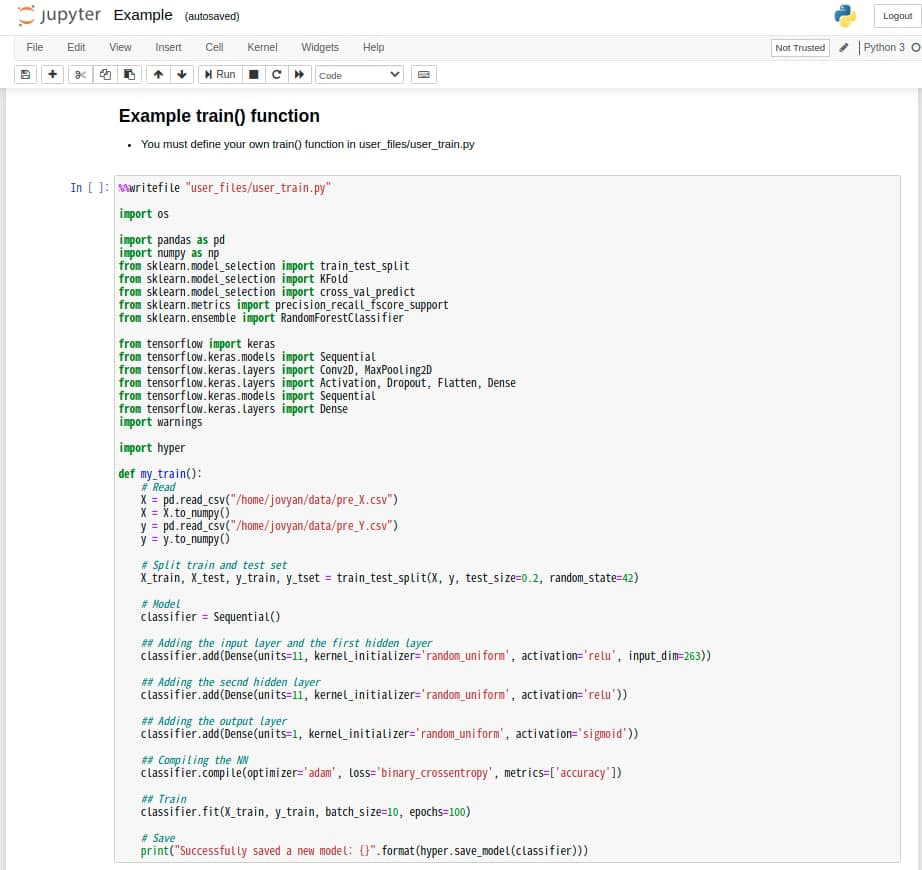 jupyter Example (autosaved)
Logout
File Edit View Insert Cell Kernel Widgets Help
Not Trusted
Python 3
Run
Code
Example train() function
• You must define your own train() function in user_files/user_train.py
In [ ]:
%%writefile "user_files/user_train.py"
import os
import pandas as pd
import numpy as np
from sklearn.model_selection import train_test_split
from sklearn.model_selection import KFold
from sklearn.model_selection import cross_val_predict
from sklearn.metrics import precision_recall_fscore_support
from sklearn.ensemble import RandomForestClassifier
from tensorflow import keras
from tensorflow.keras.models import Sequential
from tensorflow.keras.layers import Conv2D, MaxPooling2D
from tensorflow.keras.layers import Activation, Dropout, Flatten, Dense
from tensorflow.keras.models import Sequential
from tensorflow.keras.layers import Dense
import warnings
import hyper
def my_train():
    # Read
    X = pd.read_csv("/home/jovyan/data/pre_X.csv")
    X = X.to_numpy()
    y = pd.read_csv("/home/jovyan/data/pre_Y.csv")
    y = y.to_numpy()
    # Split train and test set
    X_train, X_test, y_train, y_tset = train_test_split(X, y, test_size=0.2, random_state=42)
    # Model
    classifier = Sequential()
    ## Adding the input layer and the first hidden layer
    classifier.add(Dense(units=11, kernel_initializer='random_uniform', activation='relu', input_dim=263))
    ## Adding the secnd hidden layer
    classifier.add(Dense(units=11, kernel_initializer='random_uniform', activation='relu'))
    ## Adding the output layer
    classifier.add(Dense(units=1, kernel_initializer='random_uniform', activation='sigmoid'))
    ## Compiling the NN
    classifier.compile(optimizer='adam', loss='binary_crossentropy', metrics=['accuracy'])
    ## Train
    classifier.fit(X_train, y_train, batch_size=10, epochs=100)
    # Save
    print("Successfully saved a new model: {}".format(hyper.save_model(classifier)))